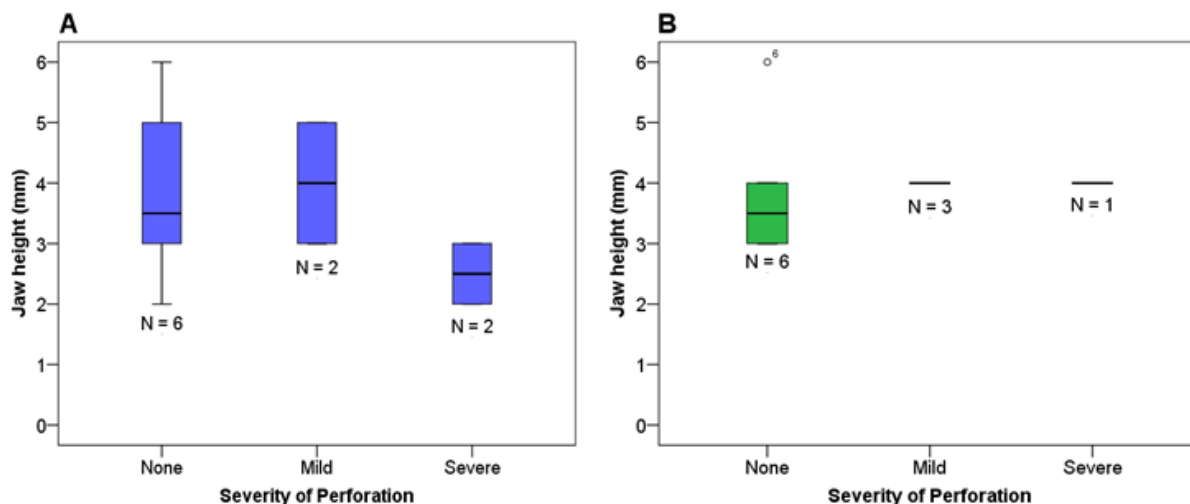 A
Jaw height (mm)
6
5
4
3
2
1
0
N = 6
N = 2
N = 2
None
Mild
Severe
Severity of Perforation
B
Jaw height (mm)
6
5
4
3
2
1
0
6
N = 6
N = 3
N = 1
None
Mild
Severe
Severity of Perforation